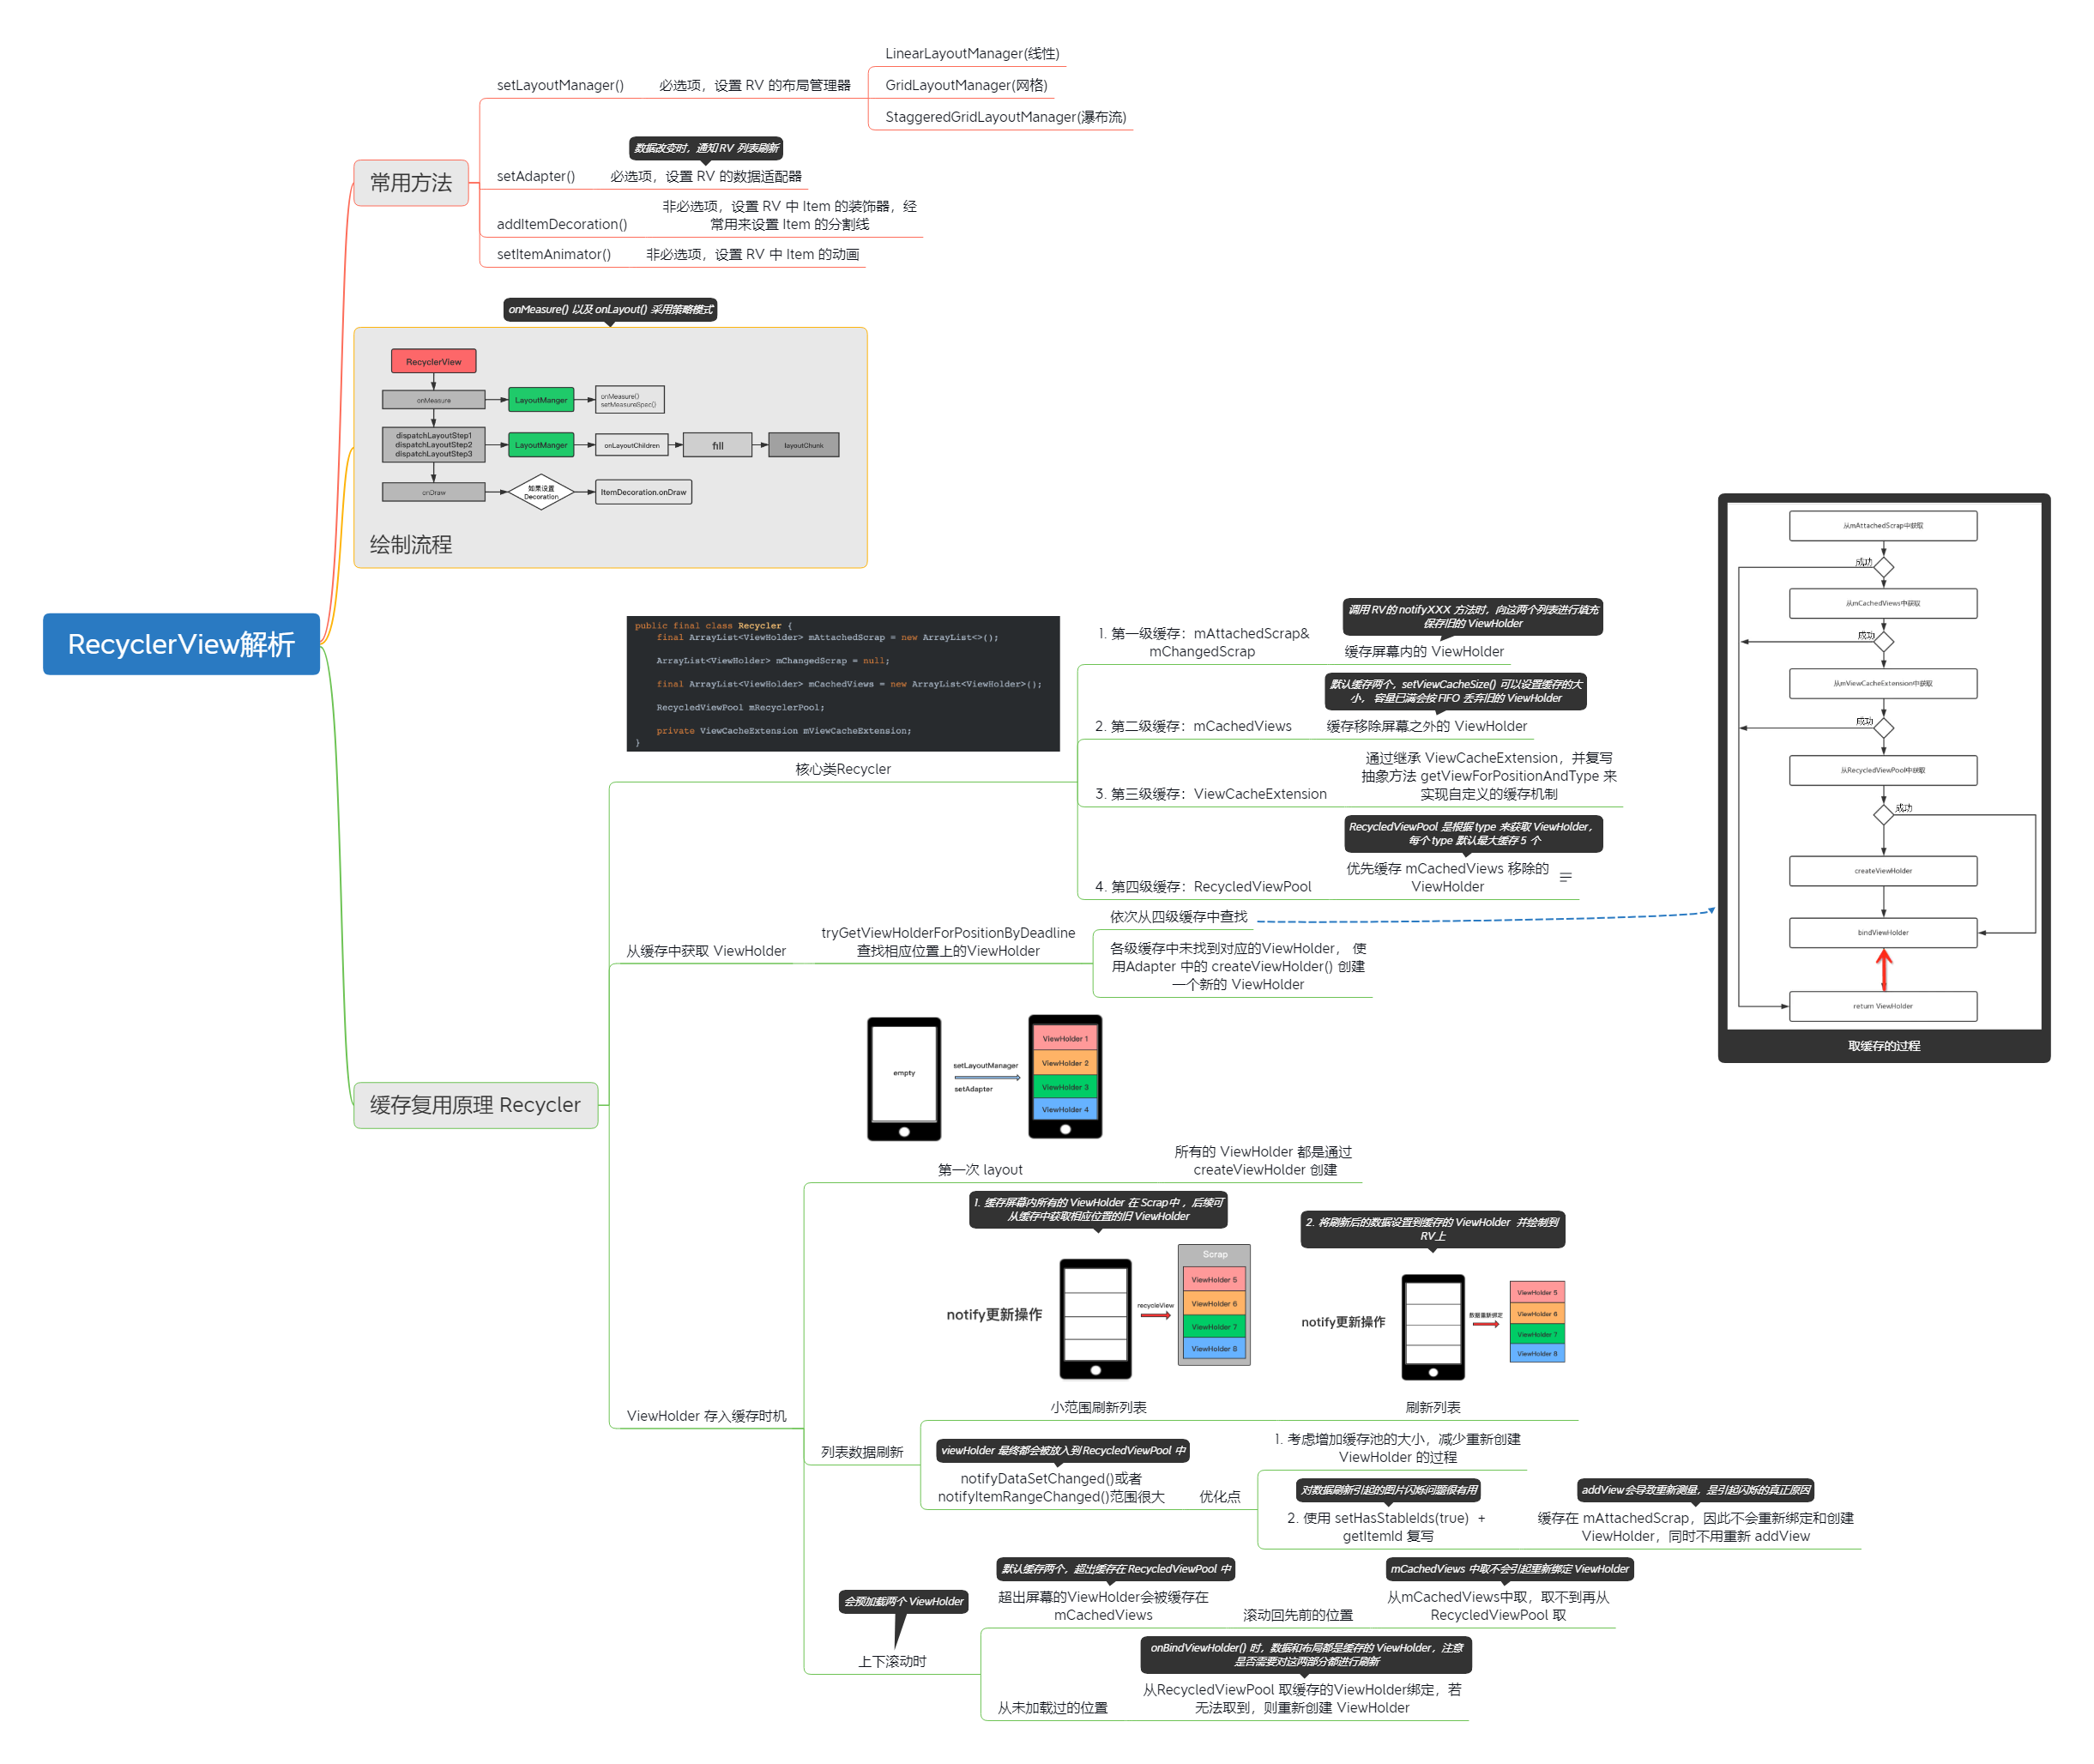 RecyclerView解析
常用方法
setLayoutManager()
必选项，设置 RV 的布局管理器
LinearLayoutManager(线性)
GridLayoutManager(网格)
StaggeredGridLayoutManager(瀑布流)
数据改变时，通知 RV 列表刷新
setAdapter()
必选项，设置 RV 的数据适配器
addItemDecoration()
非必选项，设置 RV 中 Item 的装饰器，经
常用来设置 Item 的分割线
setItemAnimator()
非必选项，设置 RV 中 Item 的动画
onMeasure() 以及 onLayout() 采用策略模式
RecyclerView
onMeasure
LayoutManger
onMeasure()
setMeasureSpec()
dispatchLayoutStep1
dispatchLayoutStep2
dispatchLayoutStep3
LayoutManger
onLayoutChildren
fill
layoutChunk
onDraw
如果设置
Decoration
ItemDecoration.onDraw
绘制流程
缓存复用原理 Recycler
public final class Recycler {
final ArrayList<ViewHolder> mAttachedScrap = new ArrayList<>();
ArrayList<ViewHolder> mChangedScrap = null;
final ArrayList<ViewHolder> mCachedViews = new ArrayList<ViewHolder>();
RecycledViewPool mRecyclerPool;
private ViewCacheExtension mViewCacheExtension;
}
核心类Recycler
1. 第一级缓存：mAttachedScrap&
mChangedScrap
调用 RV 的 notifyXXX 方法时，向这两个列表进行填充
保存旧的 ViewHolder
缓存屏幕内的 ViewHolder
2. 第二级缓存：mCachedViews
默认缓存两个，setViewCacheSize() 可以设置缓存的大
小， 容量已满会按 FIFO 丢弃旧的 ViewHolder
缓存移除屏幕之外的 ViewHolder
3. 第三级缓存：ViewCacheExtension
通过继承 ViewCacheExtension，并复写
抽象方法 getViewForPositionAndType 来
实现自定义的缓存机制
4. 第四级缓存：RecycledViewPool
RecycledViewPool 是根据 type 来获取 ViewHolder，
每个 type 默认最大缓存 5 个
优先缓存 mCachedViews 移除的
ViewHolder
从缓存中获取 ViewHolder
tryGetViewHolderForPositionByDeadline
查找相应位置上的ViewHolder
依次从四级缓存中查找
各级缓存中未找到对应的ViewHolder， 使
用Adapter 中的 createViewHolder() 创建
一个新的 ViewHolder
从mAttachedScrap中获取
成功
从mCachedViews中获取
成功
从mViewCacheExtension中获取
成功
从RecycledViewPool中获取
成功
createViewHolder
bindViewHolder
return ViewHolder
取缓存的过程
ViewHolder 存入缓存时机
empty
setLayoutManager
setAdapter
ViewHolder 1
ViewHolder 2
ViewHolder 3
ViewHolder 4
第一次 layout
所有的 ViewHolder 都是通过
createViewHolder 创建
列表数据刷新
1. 缓存屏幕内所有的 ViewHolder 在 Scrap中 ，后续可
从缓存中获取相应位置的旧 ViewHolder
notify更新操作
recycleView
Scrap
ViewHolder 5
ViewHolder 6
ViewHolder 7
ViewHolder 8
小范围刷新列表
2. 将刷新后的数据设置到缓存的 ViewHolder 并绘制到
RV上
notify更新操作
数据重新绑定
ViewHolder 5
ViewHolder 6
ViewHolder 7
ViewHolder 8
刷新列表
viewHolder 最终都会被放入到 RecycledViewPool 中
notifyDataSetChanged()或者
notifyItemRangeChanged()范围很大
优化点
1. 考虑增加缓存池的大小，减少重新创建
ViewHolder 的过程
对数据刷新引起的图片闪烁问题很有用
2. 使用 setHasStableIds(true) +
getItemId 复写
addView会导致重新测量，是引起闪烁的真正原因
缓存在 mAttachedScrap，因此不会重新绑定和创建
ViewHolder，同时不用重新 addView
会预加载两个 ViewHolder
上下滚动时
默认缓存两个，超出缓存在 RecycledViewPool 中
超出屏幕的ViewHolder会被缓存在
mCachedViews
滚动回先前的位置
mCachedViews 中取不会引起重新绑定 ViewHolder
从mCachedViews中取，取不到再从
RecycledViewPool 取
从未加载过的位置
onBindViewHolder() 时，数据和布局都是缓存的 ViewHolder，注意
是否需要对这两部分都进行刷新
从RecycledViewPool 取缓存的ViewHolder绑定，若
无法取到，则重新创建 ViewHolder